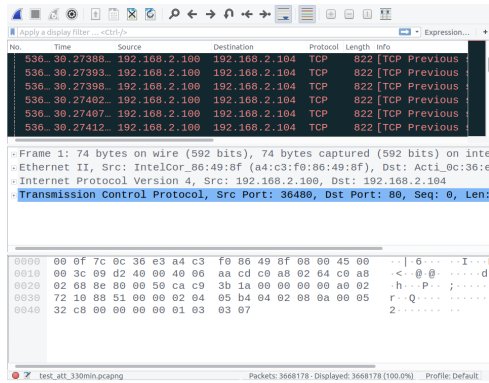 Apply a display filter ... <Ctrl-/>
Expression...
+
No. Time Source Destination Protocol Length Info
536… 30.27388… 192.168.2.100 192.168.2.104 TCP 822 [TCP Previous s
536… 30.27393… 192.168.2.100 192.168.2.104 TCP 822 [TCP Previous s
536… 30.27398… 192.168.2.100 192.168.2.104 TCP 822 [TCP Previous s
536… 30.27402… 192.168.2.100 192.168.2.104 TCP 822 [TCP Previous s
536… 30.27407… 192.168.2.100 192.168.2.104 TCP 822 [TCP Previous s
536… 30.27412… 192.168.2.100 192.168.2.104 TCP 822 [TCP Previous s
Frame 1: 74 bytes on wire (592 bits), 74 bytes captured (592 bits) on inte
Ethernet II, Src: IntelCor_86:49:8f (a4:c3:f0:86:49:8f), Dst: Acti_0c:36:e
Internet Protocol Version 4, Src: 192.168.2.100, Dst: 192.168.2.104
Transmission Control Protocol, Src Port: 36480, Dst Port: 80, Seq: 0, Len:
0000 00 0f 7c 0c 36 e3 a4 c3 f0 86 49 8f 08 00 45 00 ··|·6··· ··I···
0010 00 3c 09 d2 40 00 40 06 aa cd c0 a8 02 64 c0 a8 ·<··@·@· ·····d
0020 02 68 8e 80 00 50 ca c9 3b 1a 00 00 00 00 a0 02 ·h···P·· ;······
0030 72 10 88 51 00 00 02 04 05 b4 04 02 08 0a 00 05 r··Q···· ·······
0040 32 c8 00 00 00 00 01 03 03 07 2······· ··
test_att_330min.pcapng Packets: 3668178 · Displayed: 3668178 (100.0%) Profile: Default